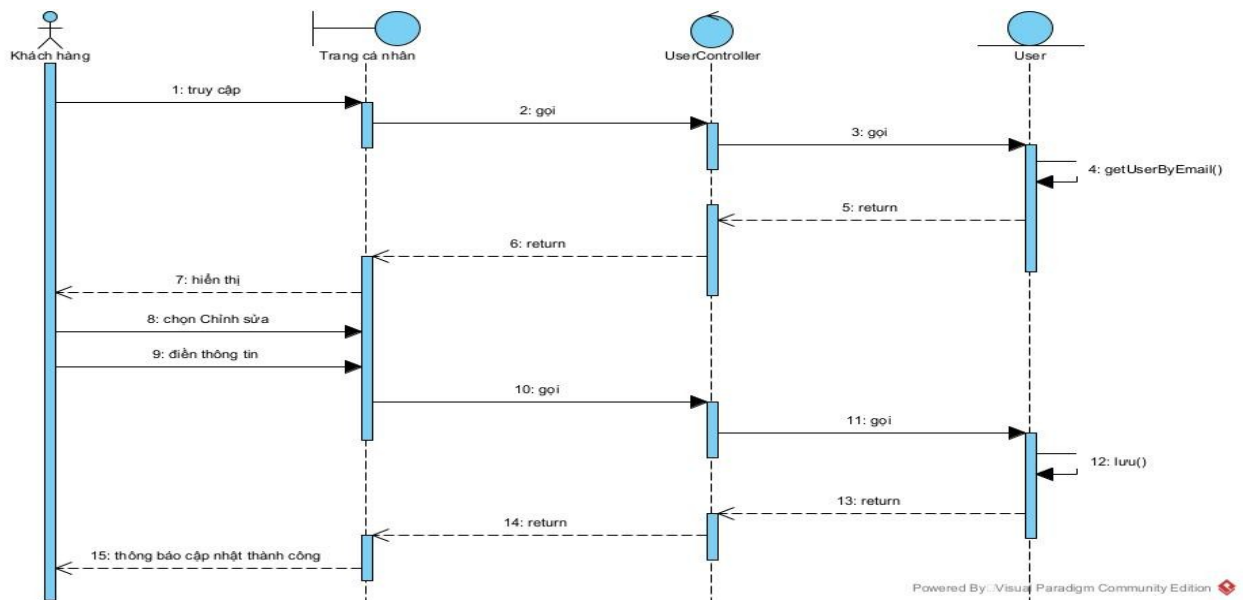 Khách hàng
Trang cá nhân
UserController
User
1: truy cập
2: gọi
3: gọi
4: getUserByEmail()
5: return
6: return
7: hiển thị
8: chọn Chỉnh sửa
9: điền thông tin
10: gọi
11: gọi
12: lưu()
13: return
14: return
15: thông báo cập nhật thành công
Powered By: Visual Paradigm Community Edition